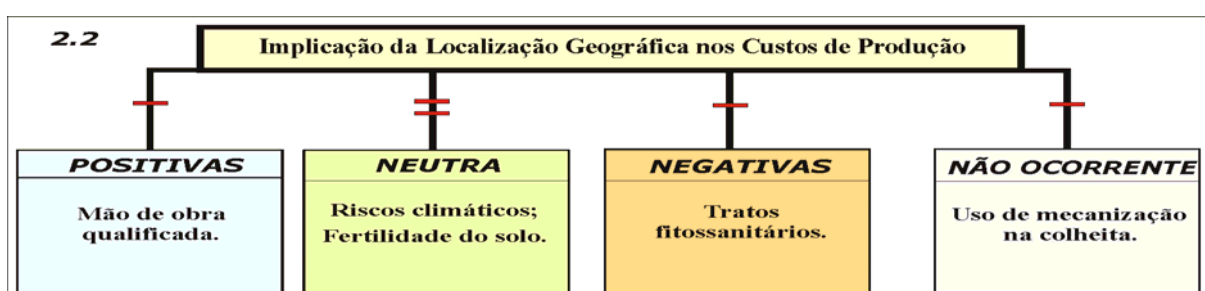 2.2
Implicação da Localização Geográfica nos Custos de Produção
POSITIVAS
Mão de obra
qualificada.
NEUTRA
Riscos climáticos;
Fertilidade do solo.
NEGATIVAS
Tratos
fitossanitários.
NÃO OCORRENTE
Uso de mecanização
na colheita.